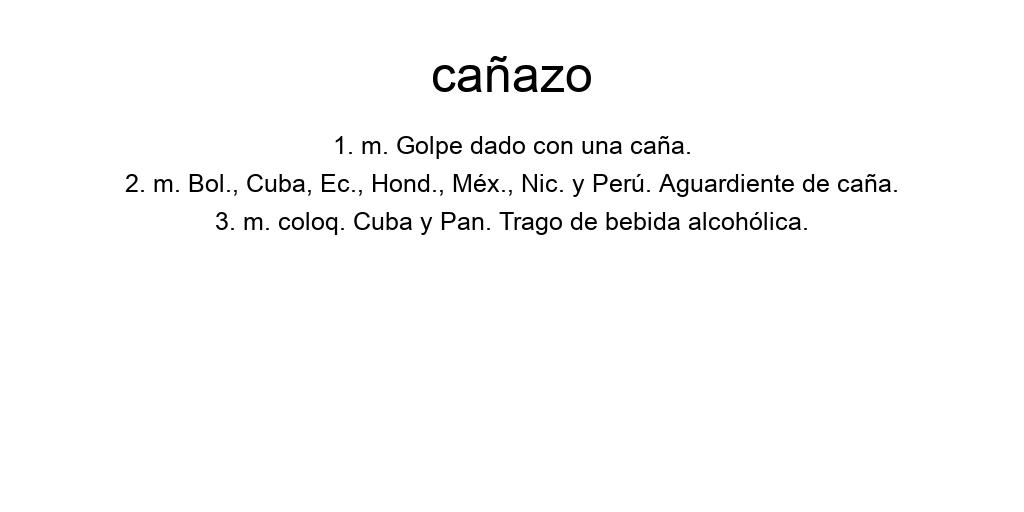 cañazo
1. m. Golpe dado con una caña.
2. m. Bol., Cuba, Ec., Hond., Méx., Nic. y Perú. Aguardiente de caña.
3. m. coloq. Cuba y Pan. Trago de bebida alcohólica.